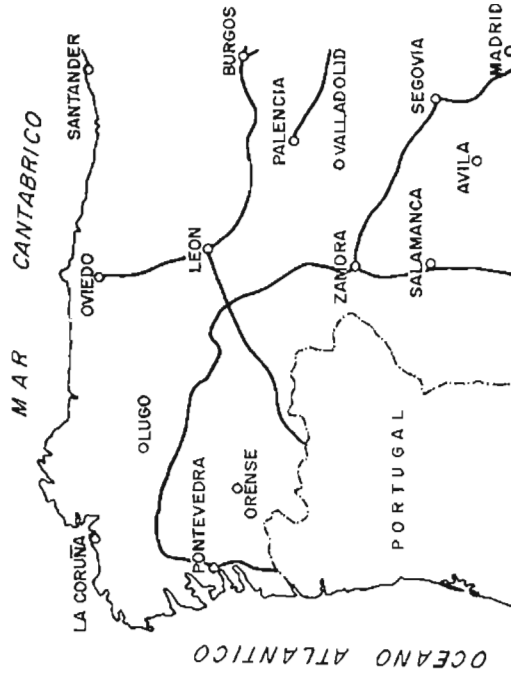 MAR CANTABRICO
LA CORUÑA
OVIEDO
SANTANDER
LUGO
LEON
BURGOS
PONTEVEDRA
ORENSE
PALENCIA
VALLADOLID
ZAMORA
SEGOVIA
SALAMANCA
AVILA
MADRID
PORTUGAL
OCEANO ATLANTICO